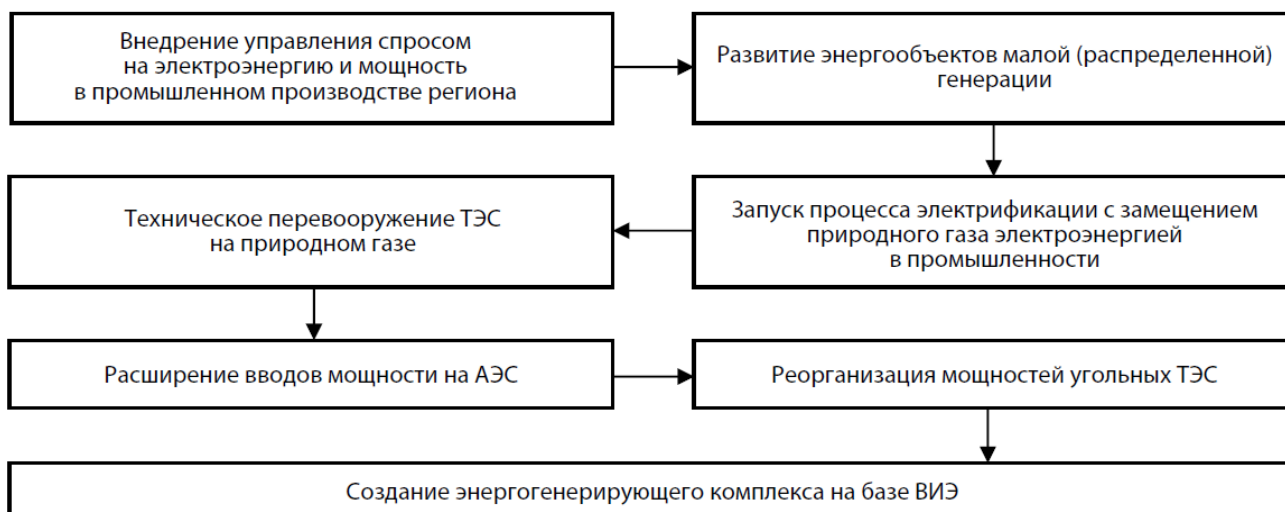 Внедрение управления спросом
на электроэнергию и мощность
в промышленном производстве региона
Развитие энергообъектов малой (распределенной)
генерации
Запуск процесса электрификации с замещением
природного газа электроэнергией
в промышленности
Техническое перевооружение ТЭС
на природном газе
Расширение вводов мощности на АЭС
Реорганизация мощностей угольных ТЭС
Создание энергогенерирующего комплекса на базе ВИЭ